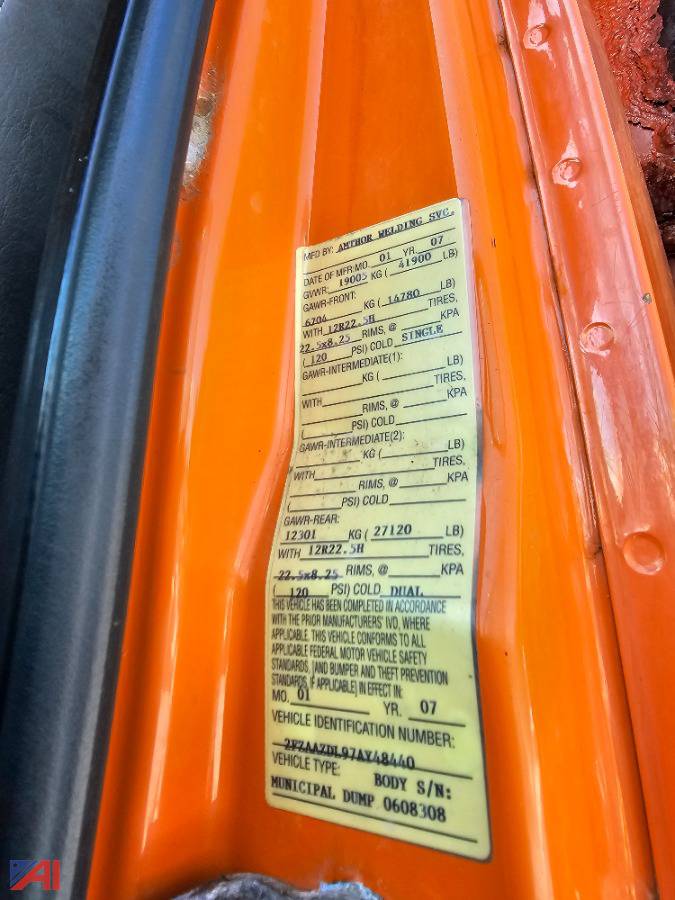 MFD BY: AMTHOR WELDING SVC.
DATE OF MFR: MO. 01 YR. 07
GVWR: 19005 KG ( 41900 LB)
GAWR-FRONT:
6704 KG ( 14780 LB)
WITH 12R22.5H TIRES,
22.5x8.25 RIMS, @ KPA
( 120 PSI) COLD SINGLE
GAWR-INTERMEDIATE(1):
KG ( LB)
WITH TIRES,
RIMS, @ KPA
( PSI) COLD
GAWR-INTERMEDIATE(2):
KG ( LB)
WITH TIRES,
RIMS, @ KPA
( PSI) COLD
GAWR-REAR:
12301 KG ( 27120 LB)
WITH 12R22.5H TIRES,
22.5x8.25 RIMS, @ KPA
( 120 PSI) COLD DUAL
THIS VEHICLE HAS BEEN COMPLETED IN ACCORDANCE
WITH THE PRIOR MANUFACTURERS' IVD, WHERE
APPLICABLE. THIS VEHICLE CONFORMS TO ALL
APPLICABLE FEDERAL MOTOR VEHICLE SAFETY
STANDARDS, [AND BUMPER AND THEFT PREVENTION
STANDARDS, IF APPLICABLE] IN EFFECT IN:
MO. 01 YR. 07
VEHICLE IDENTIFICATION NUMBER:
2FZAAZDL97AY48440
VEHICLE TYPE: BODY S/N:
MUNICIPAL DUMP 0608308
AI